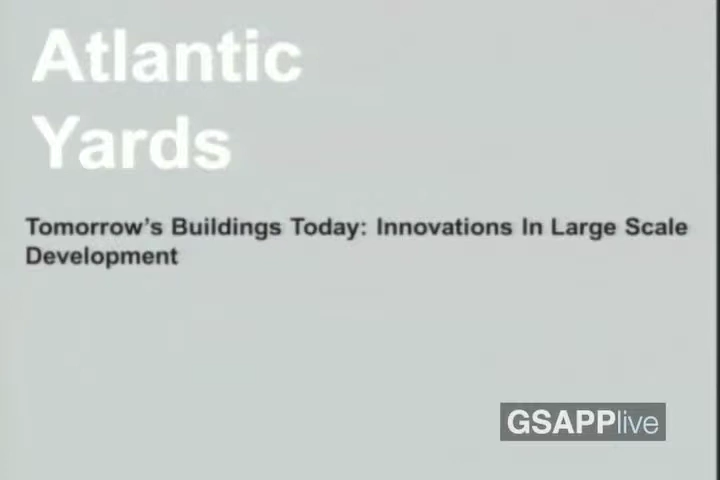 Atlantic
Yards
Tomorrow's Buildings Today: Innovations In Large Scale
Development
GSAPPlive